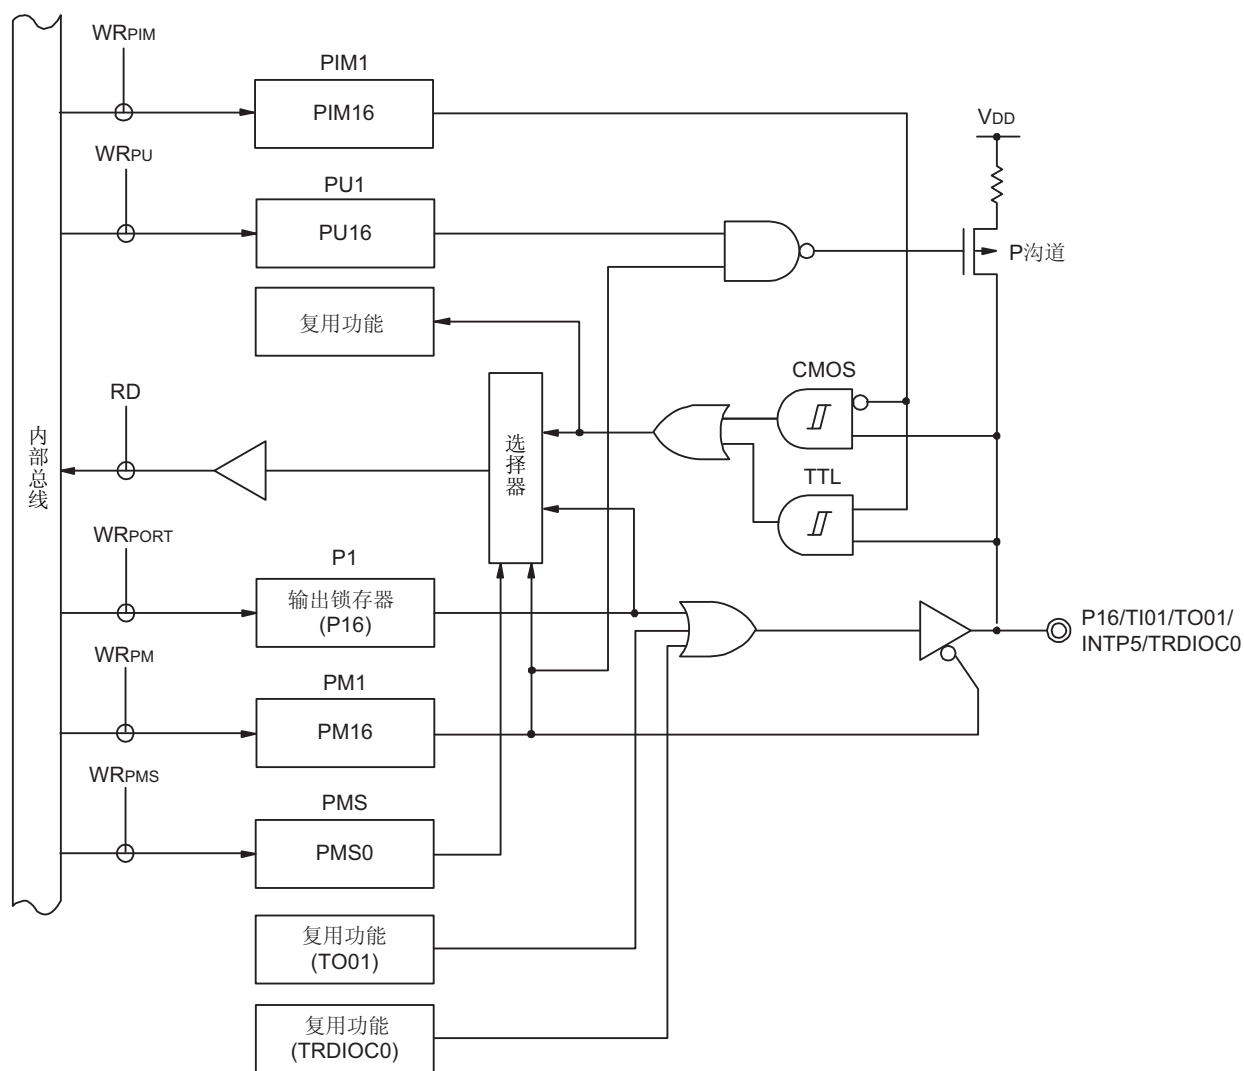 WRPIM
PIM1
PIM16
VDD
WRPU
PU1
PU16
P沟道
复用功能
CMOS
RD
选择器
内部总线
TTL
WRPORT
P1
输出锁存器
(P16)
P16/TI01/TO01/
INTP5/TRDIOC0
WRPM
PM1
PM16
WRPMS
PMS
PMS0
复用功能
(TO01)
复用功能
(TRDIOC0)